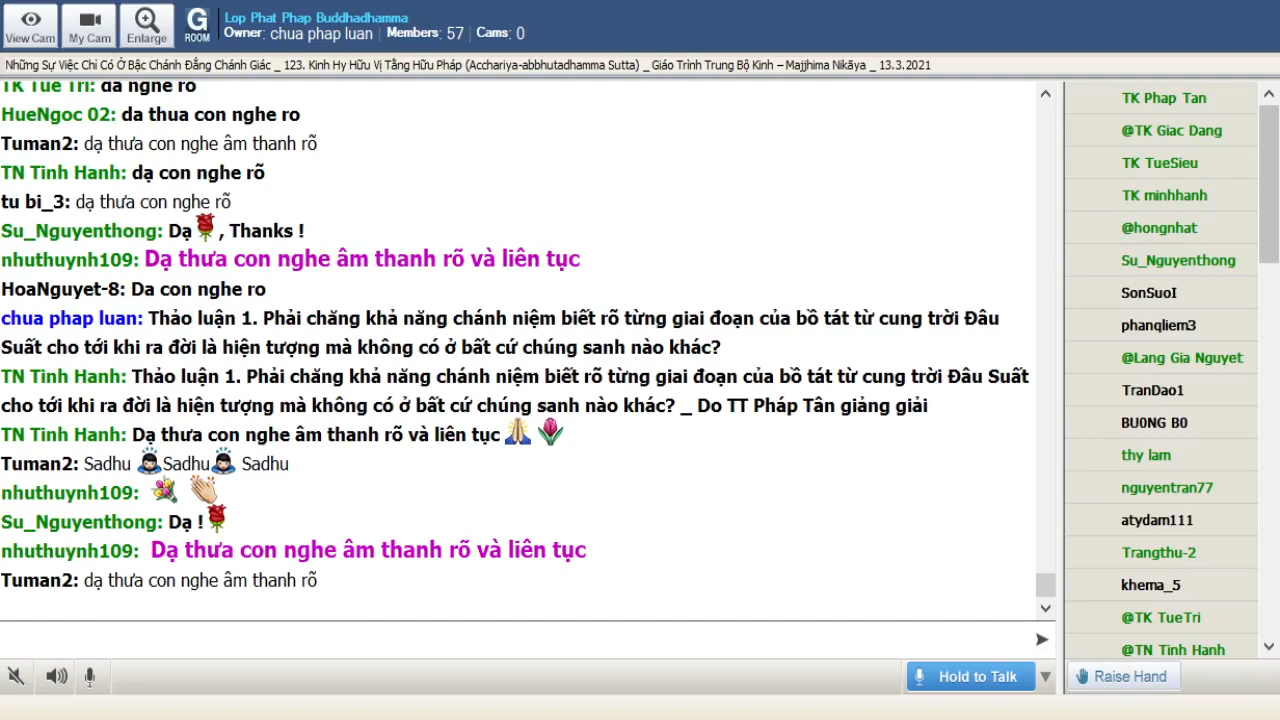 View Cam
My Cam
Enlarge
G
ROOM
Lop Phat Phap Buddhadhamma
Owner: chua phap luan | Members: 57 | Cams: 0
Những Sự Việc Chỉ Có Ở Bậc Chánh Đẳng Chánh Giác _ 123. Kinh Hy Hữu Vị Tằng Hữu Pháp (Acchariya-abbhutadhamma Sutta) _ Giáo Trình Trung Bộ Kinh – Majjhima Nikāya _ 13.3.2021
TK Tue Tri: da nghe ro
HueNgoc 02: da thua con nghe ro
Tuman2: dạ thưa con nghe âm thanh rõ
TN Tinh Hanh: dạ con nghe rõ
tu bi_3: dạ thưa con nghe rõ
Su_Nguyenthong: Dạ , Thanks !
nhuthuynh109: Dạ thưa con nghe âm thanh rõ và liên tục
HoaNguyet-8: Da con nghe ro
chua phap luan: Thảo luận 1. Phải chăng khả năng chánh niệm biết rõ từng giai đoạn của bồ tát từ cung trời Đâu
Suất cho tới khi ra đời là hiện tượng mà không có ở bất cứ chúng sanh nào khác?
TN Tinh Hanh: Thảo luận 1. Phải chăng khả năng chánh niệm biết rõ từng giai đoạn của bồ tát từ cung trời Đâu Suất
cho tới khi ra đời là hiện tượng mà không có ở bất cứ chúng sanh nào khác? _ Do TT Pháp Tân giảng giải
TN Tinh Hanh: Dạ thưa con nghe âm thanh rõ và liên tục 🙏 🌷
Tuman2: Sadhu 🙇Sadhu🙇 Sadhu
nhuthuynh109: 💐 👏
Su_Nguyenthong: Dạ !🌹
nhuthuynh109: Dạ thưa con nghe âm thanh rõ và liên tục
Tuman2: dạ thưa con nghe âm thanh rõ
TK Phap Tan
@TK Giac Dang
TK TueSieu
TK minhhanh
@hongnhat
Su_Nguyenthong
SonSuoI
phanqliem3
@Lang Gia Nguyet
TranDao1
BU0NG B0
thy lam
nguyentran77
atydam111
Trangthu-2
khema_5
@TK TueTri
@TN Tinh Hanh
Hold to Talk
Raise Hand